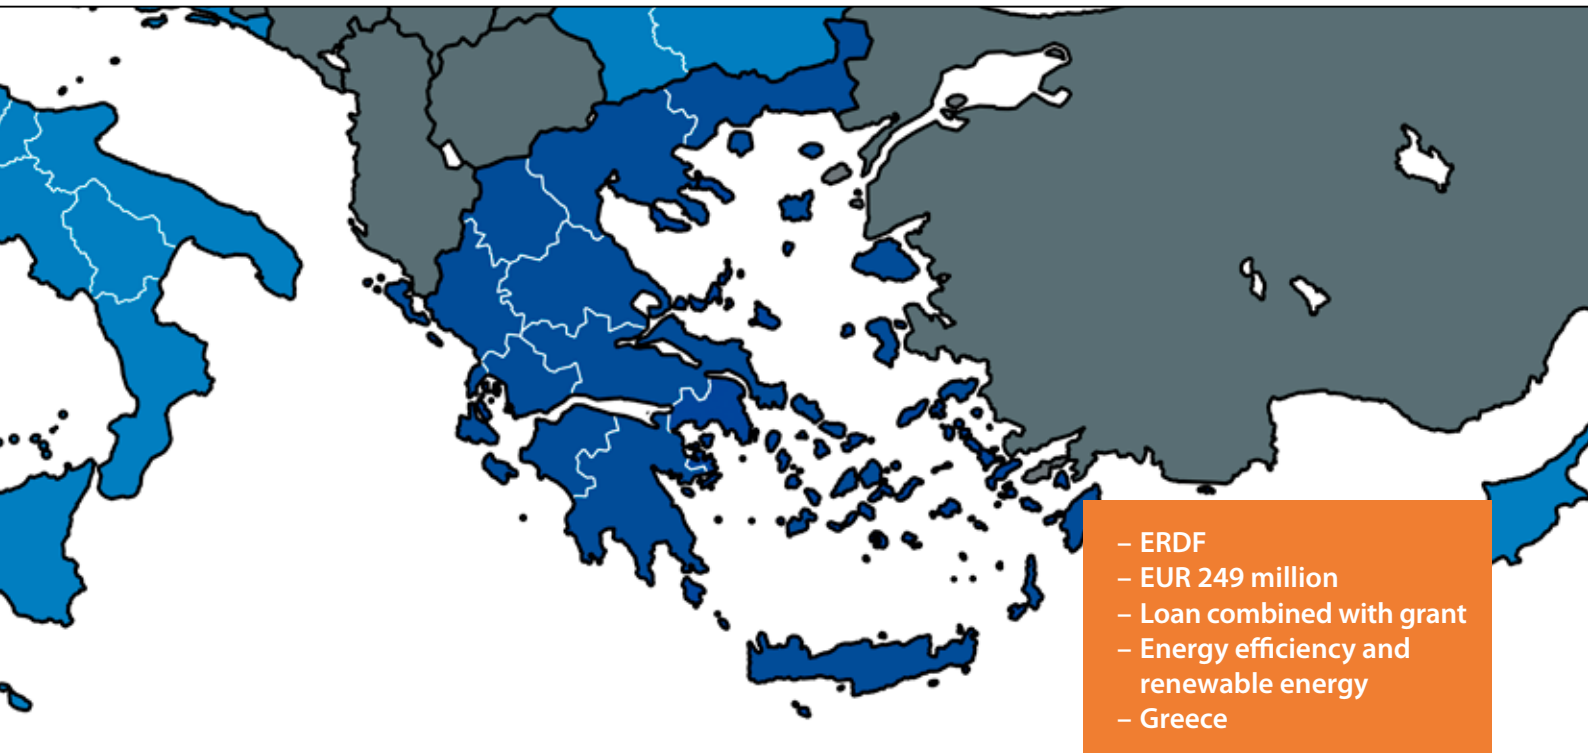 – ERDF
– EUR 249 million
– Loan combined with grant
– Energy efficiency and
renewable energy
– Greece